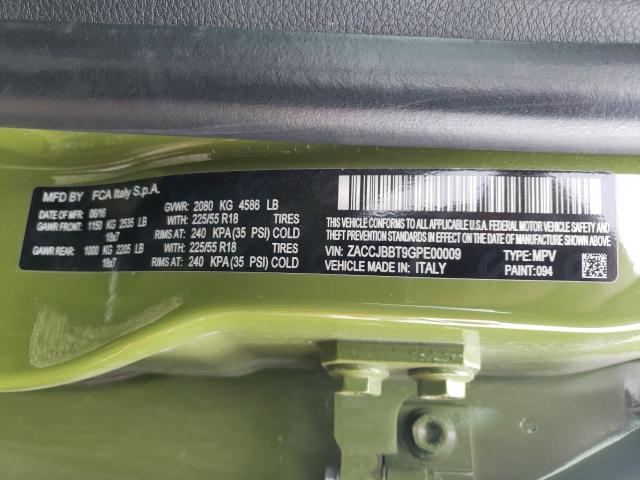 MFD BY FCA Italy S.p.A.
DATE OF MFD: 06/16 GVWR: 2080 KG 4586 LB
GAWR FRONT: 1150 KG 2535 LB WITH: 225/55 R18 TIRES
18x7 RIMS AT: 240 KPA(35 PSI) COLD
GAWR REAR: 1000 KG 2205 LB WITH: 225/55 R18 TIRES
18x7 RIMS AT: 240 KPA(35 PSI) COLD
THIS VEHICLE CONFORMS TO ALL APPLICABLE U.S.A. FEDERAL MOTOR VEHICLE SAFETY, BUMPER, AND
THEFT PREVENTION STANDARDS IN EFFECT ON THE DATE OF MANUFACTURE SHOWN ABOVE.
VIN: ZACCJBBT9GPE00009 TYPE: MPV
VEHICLE MADE IN: ITALY PAINT: 094